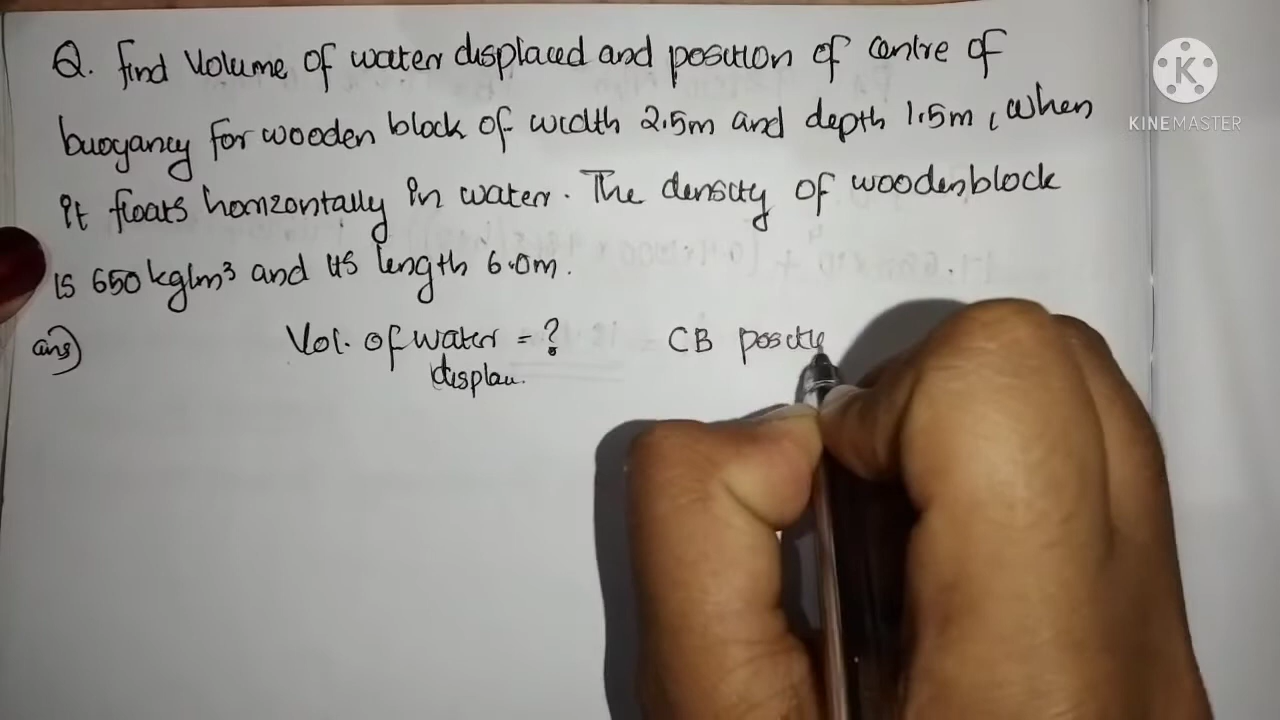 Q. find Volume of water displaced and position of centre of
buoyancy for wooden block of width 2.5m and depth 1.5m, when
it floats horizontally in water. The density of wooden block
is 650 kg/m³ and its length 6.0m.
ans) Vol. of water = ? CB positi
displac.
K
KINEMASTER